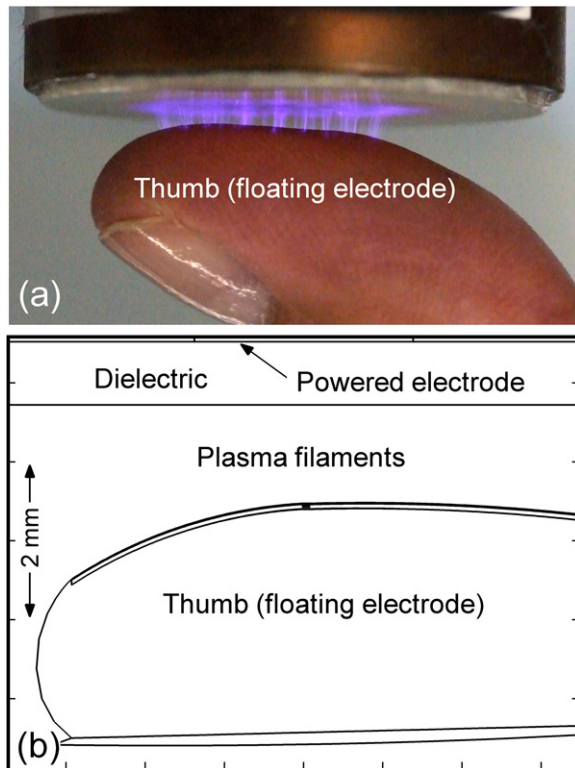 Thumb (floating electrode)
(a)
Dielectric
Powered electrode
Plasma filaments
2 mm
Thumb (floating electrode)
(b)